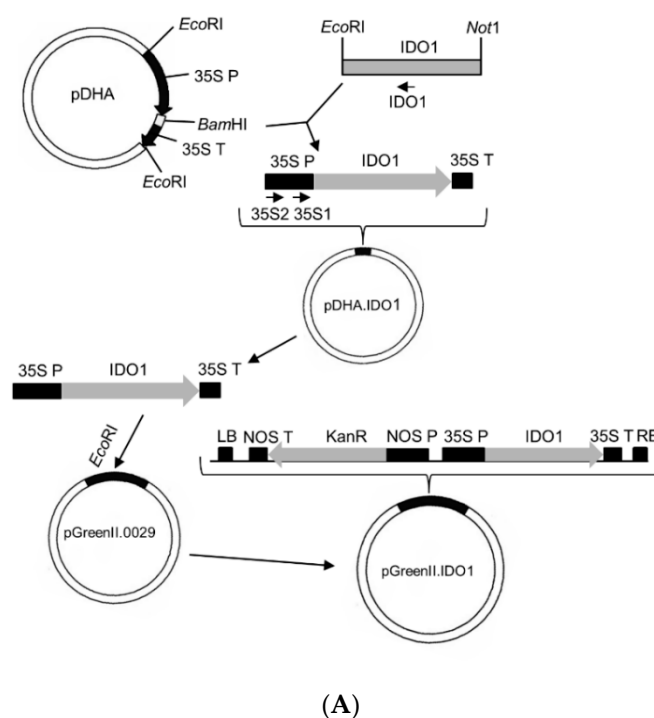 EcoRI
pDHA
35S P
BamHI
35S T
EcoRI
EcoRI Not1
IDO1
IDO1
35S P IDO1 35S T
35S2 35S1
pDHA.IDO1
35S P IDO1 35S T
EcoRI
pGreenII.0029
LB NOS T KanR NOS P 35S P IDO1 35S T RB
pGreenII.IDO1
(A)